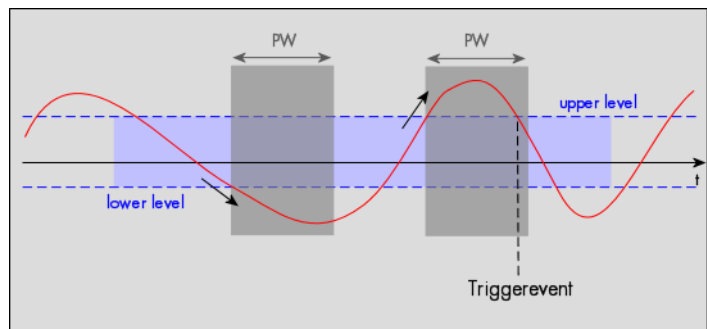 PW
PW
upper level
t
lower level
Triggerevent